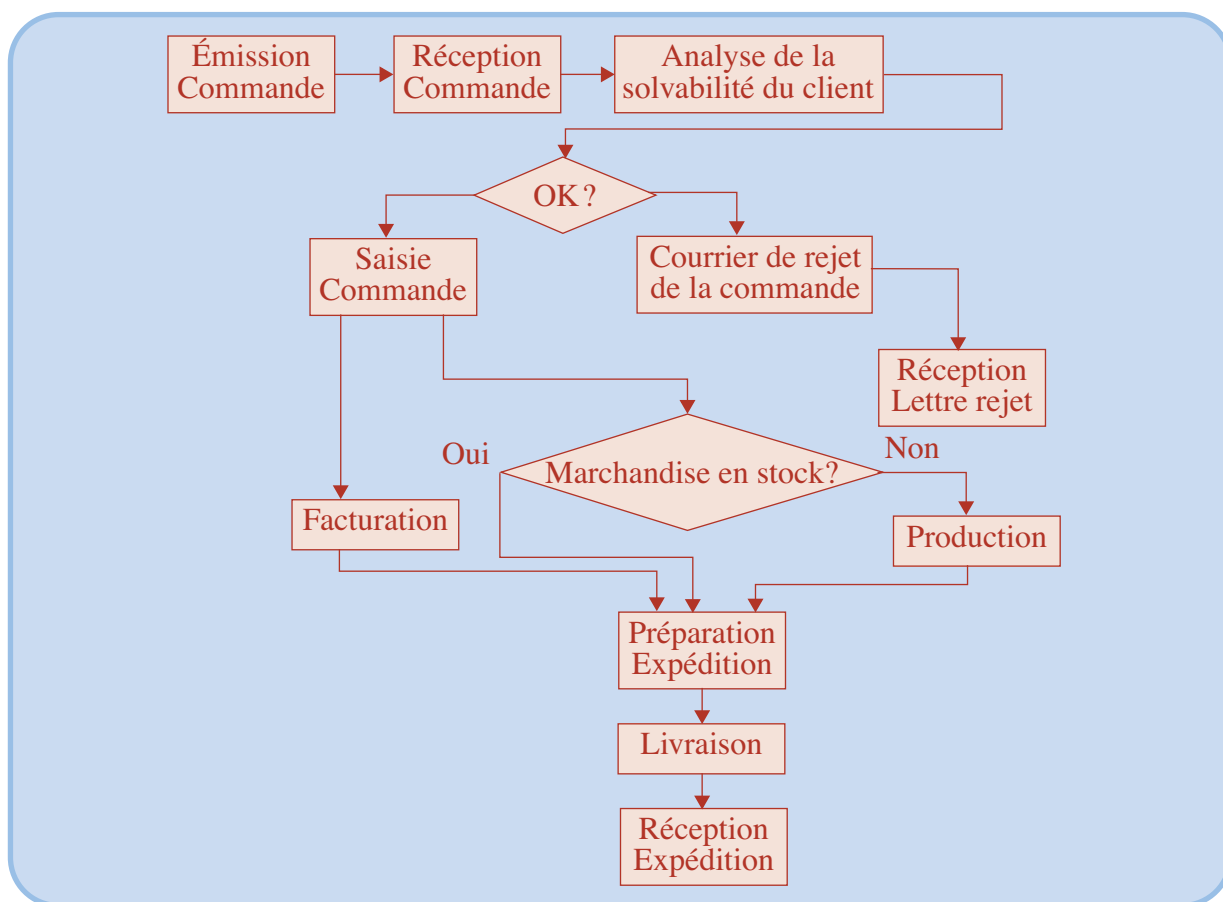 Émission
Commande
Réception
Commande
Analyse de la
solvabilité du client
OK ?
Saisie
Commande
Courrier de rejet
de la commande
Réception
Lettre rejet
Oui
Marchandise en stock?
Non
Facturation
Production
Préparation
Expédition
Livraison
Réception
Expédition